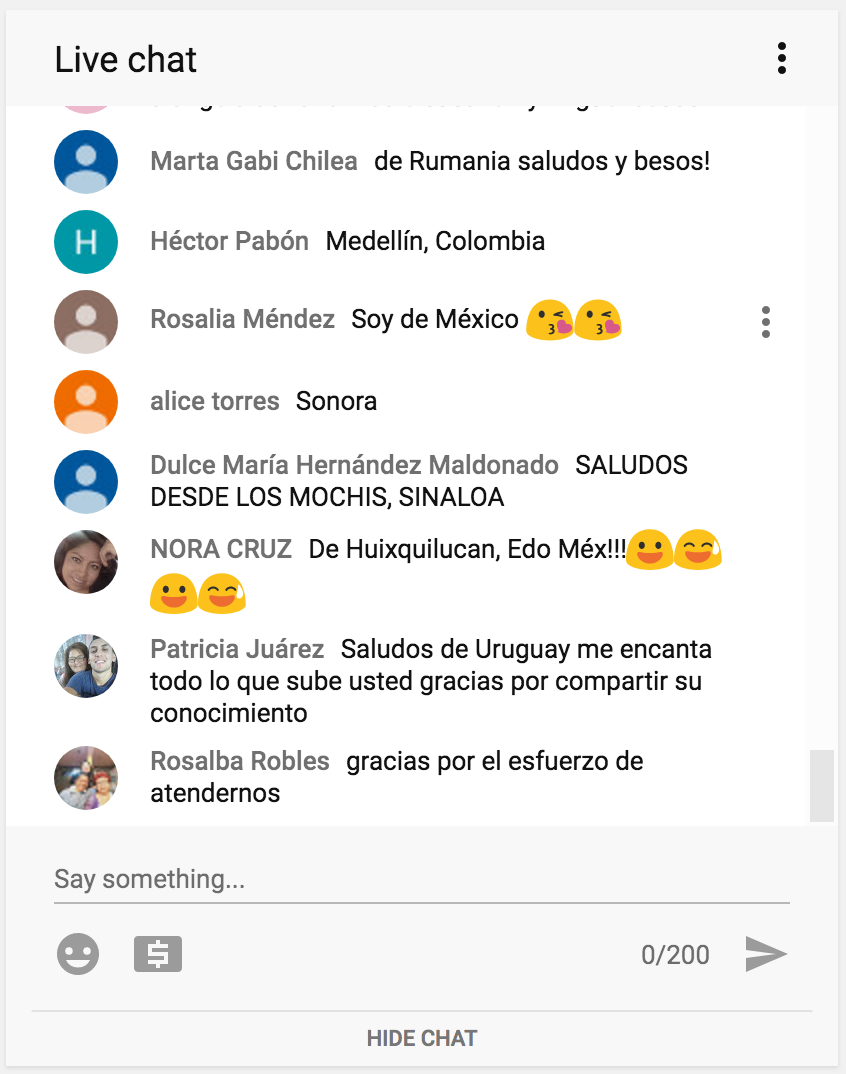 Live chat
Marta Gabi Chilea de Rumania saludos y besos!
H
Héctor Pabón Medellín, Colombia
Rosalia Méndez Soy de México 😘😘
alice torres Sonora
Dulce María Hernández Maldonado SALUDOS
DESDE LOS MOCHIS, SINALOA
NORA CRUZ De Huixquilucan, Edo Méx!!!😃😅
😃😅
Patricia Juárez Saludos de Uruguay me encanta
todo lo que sube usted gracias por compartir su
conocimiento
Rosalba Robles gracias por el esfuerzo de
atendernos
Say something...
$
0/200
HIDE CHAT